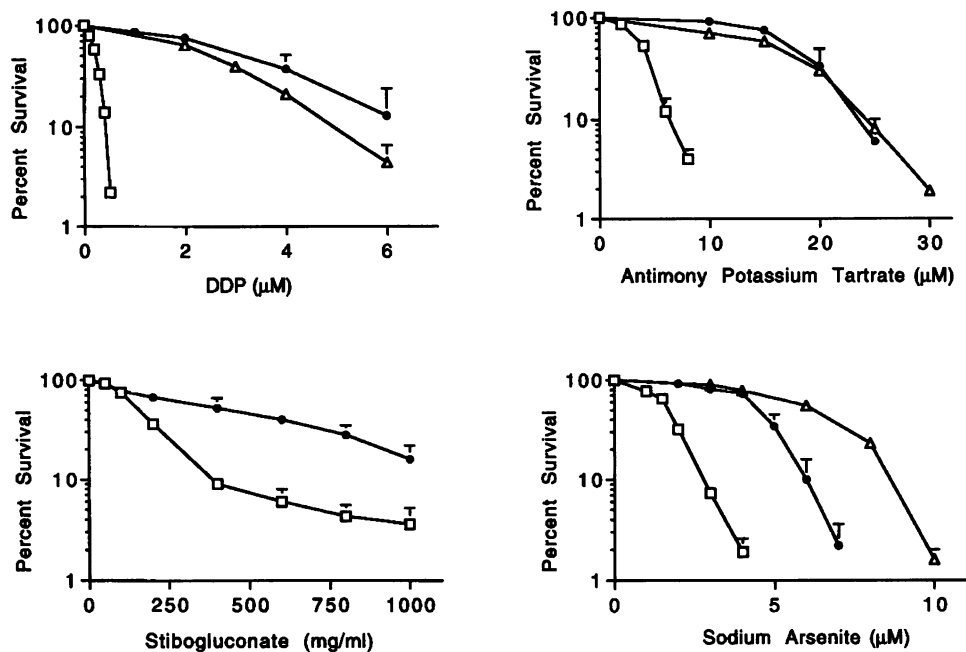 100
10
1
Percent Survival
0 2 4 6
DDP (μM)
100
10
1
Percent Survival
0 10 20 30
Antimony Potassium Tartrate (μM)
100
10
1
Percent Survival
0 250 500 750 1000
Stibogluconate (mg/ml)
100
10
1
Percent Survival
0 5 10
Sodium Arsenite (μM)